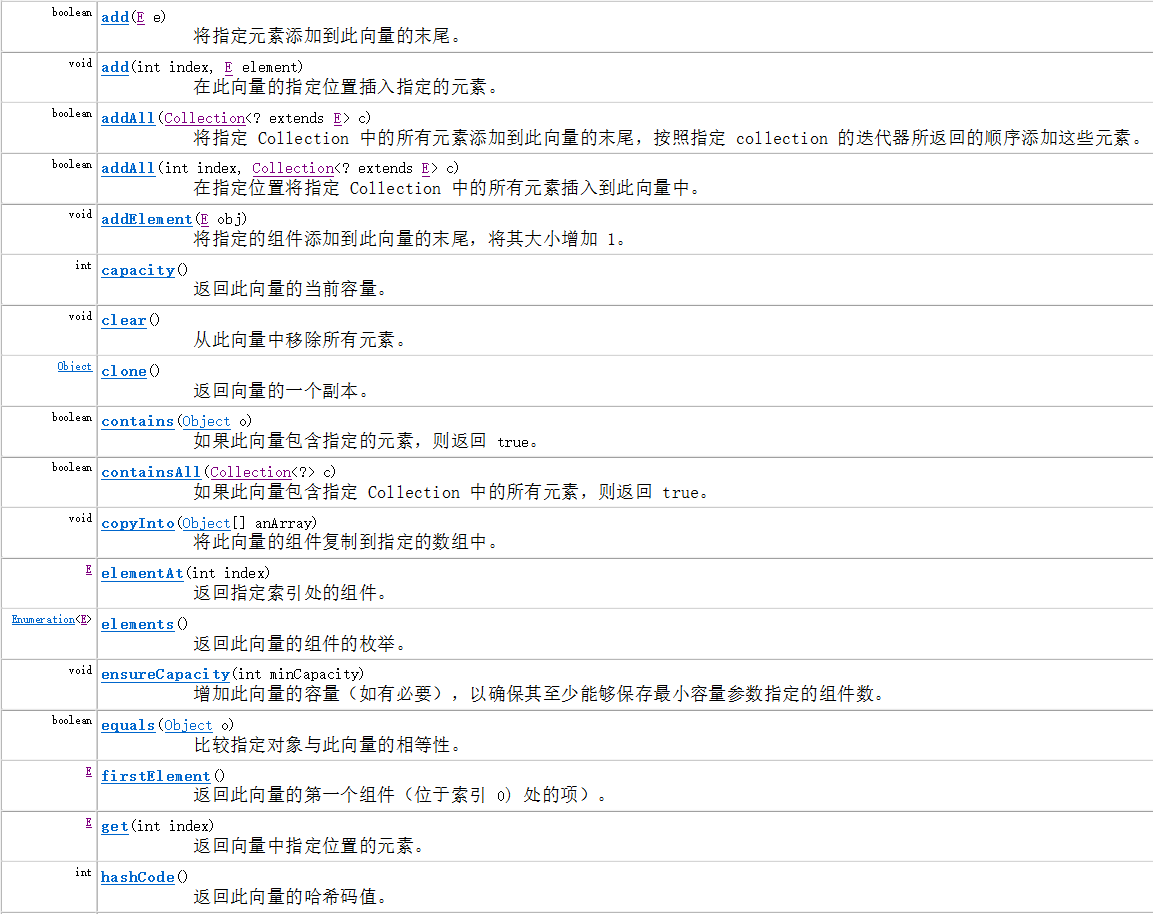 boolean add(E e)
将指定元素添加到此向量的末尾。
void add(int index, E element)
在此向量的指定位置插入指定的元素。
boolean addAll(Collection<? extends E> c)
将指定 Collection 中的所有元素添加到此向量的末尾，按照指定 collection 的迭代器所返回的顺序添加这些元素。
boolean addAll(int index, Collection<? extends E> c)
在指定位置将指定 Collection 中的所有元素插入到此向量中。
void addElement(E obj)
将指定的组件添加到此向量的末尾，将其大小增加 1。
int capacity()
返回此向量的当前容量。
void clear()
从此向量中移除所有元素。
Object clone()
返回向量的一个副本。
boolean contains(Object o)
如果此向量包含指定的元素，则返回 true。
boolean containsAll(Collection<?> c)
如果此向量包含指定 Collection 中的所有元素，则返回 true。
void copyInto(Object[] anArray)
将此向量的组件复制到指定的数组中。
E elementAt(int index)
返回指定索引处的组件。
Enumeration<E> elements()
返回此向量的组件的枚举。
void ensureCapacity(int minCapacity)
增加此向量的容量（如有必要），以确保其至少能够保存最小容量参数指定的组件数。
boolean equals(Object o)
比较指定对象与此向量的相等性。
E firstElement()
返回此向量的第一个组件（位于索引 0) 处的项）。
E get(int index)
返回向量中指定位置的元素。
int hashCode()
返回此向量的哈希码值。